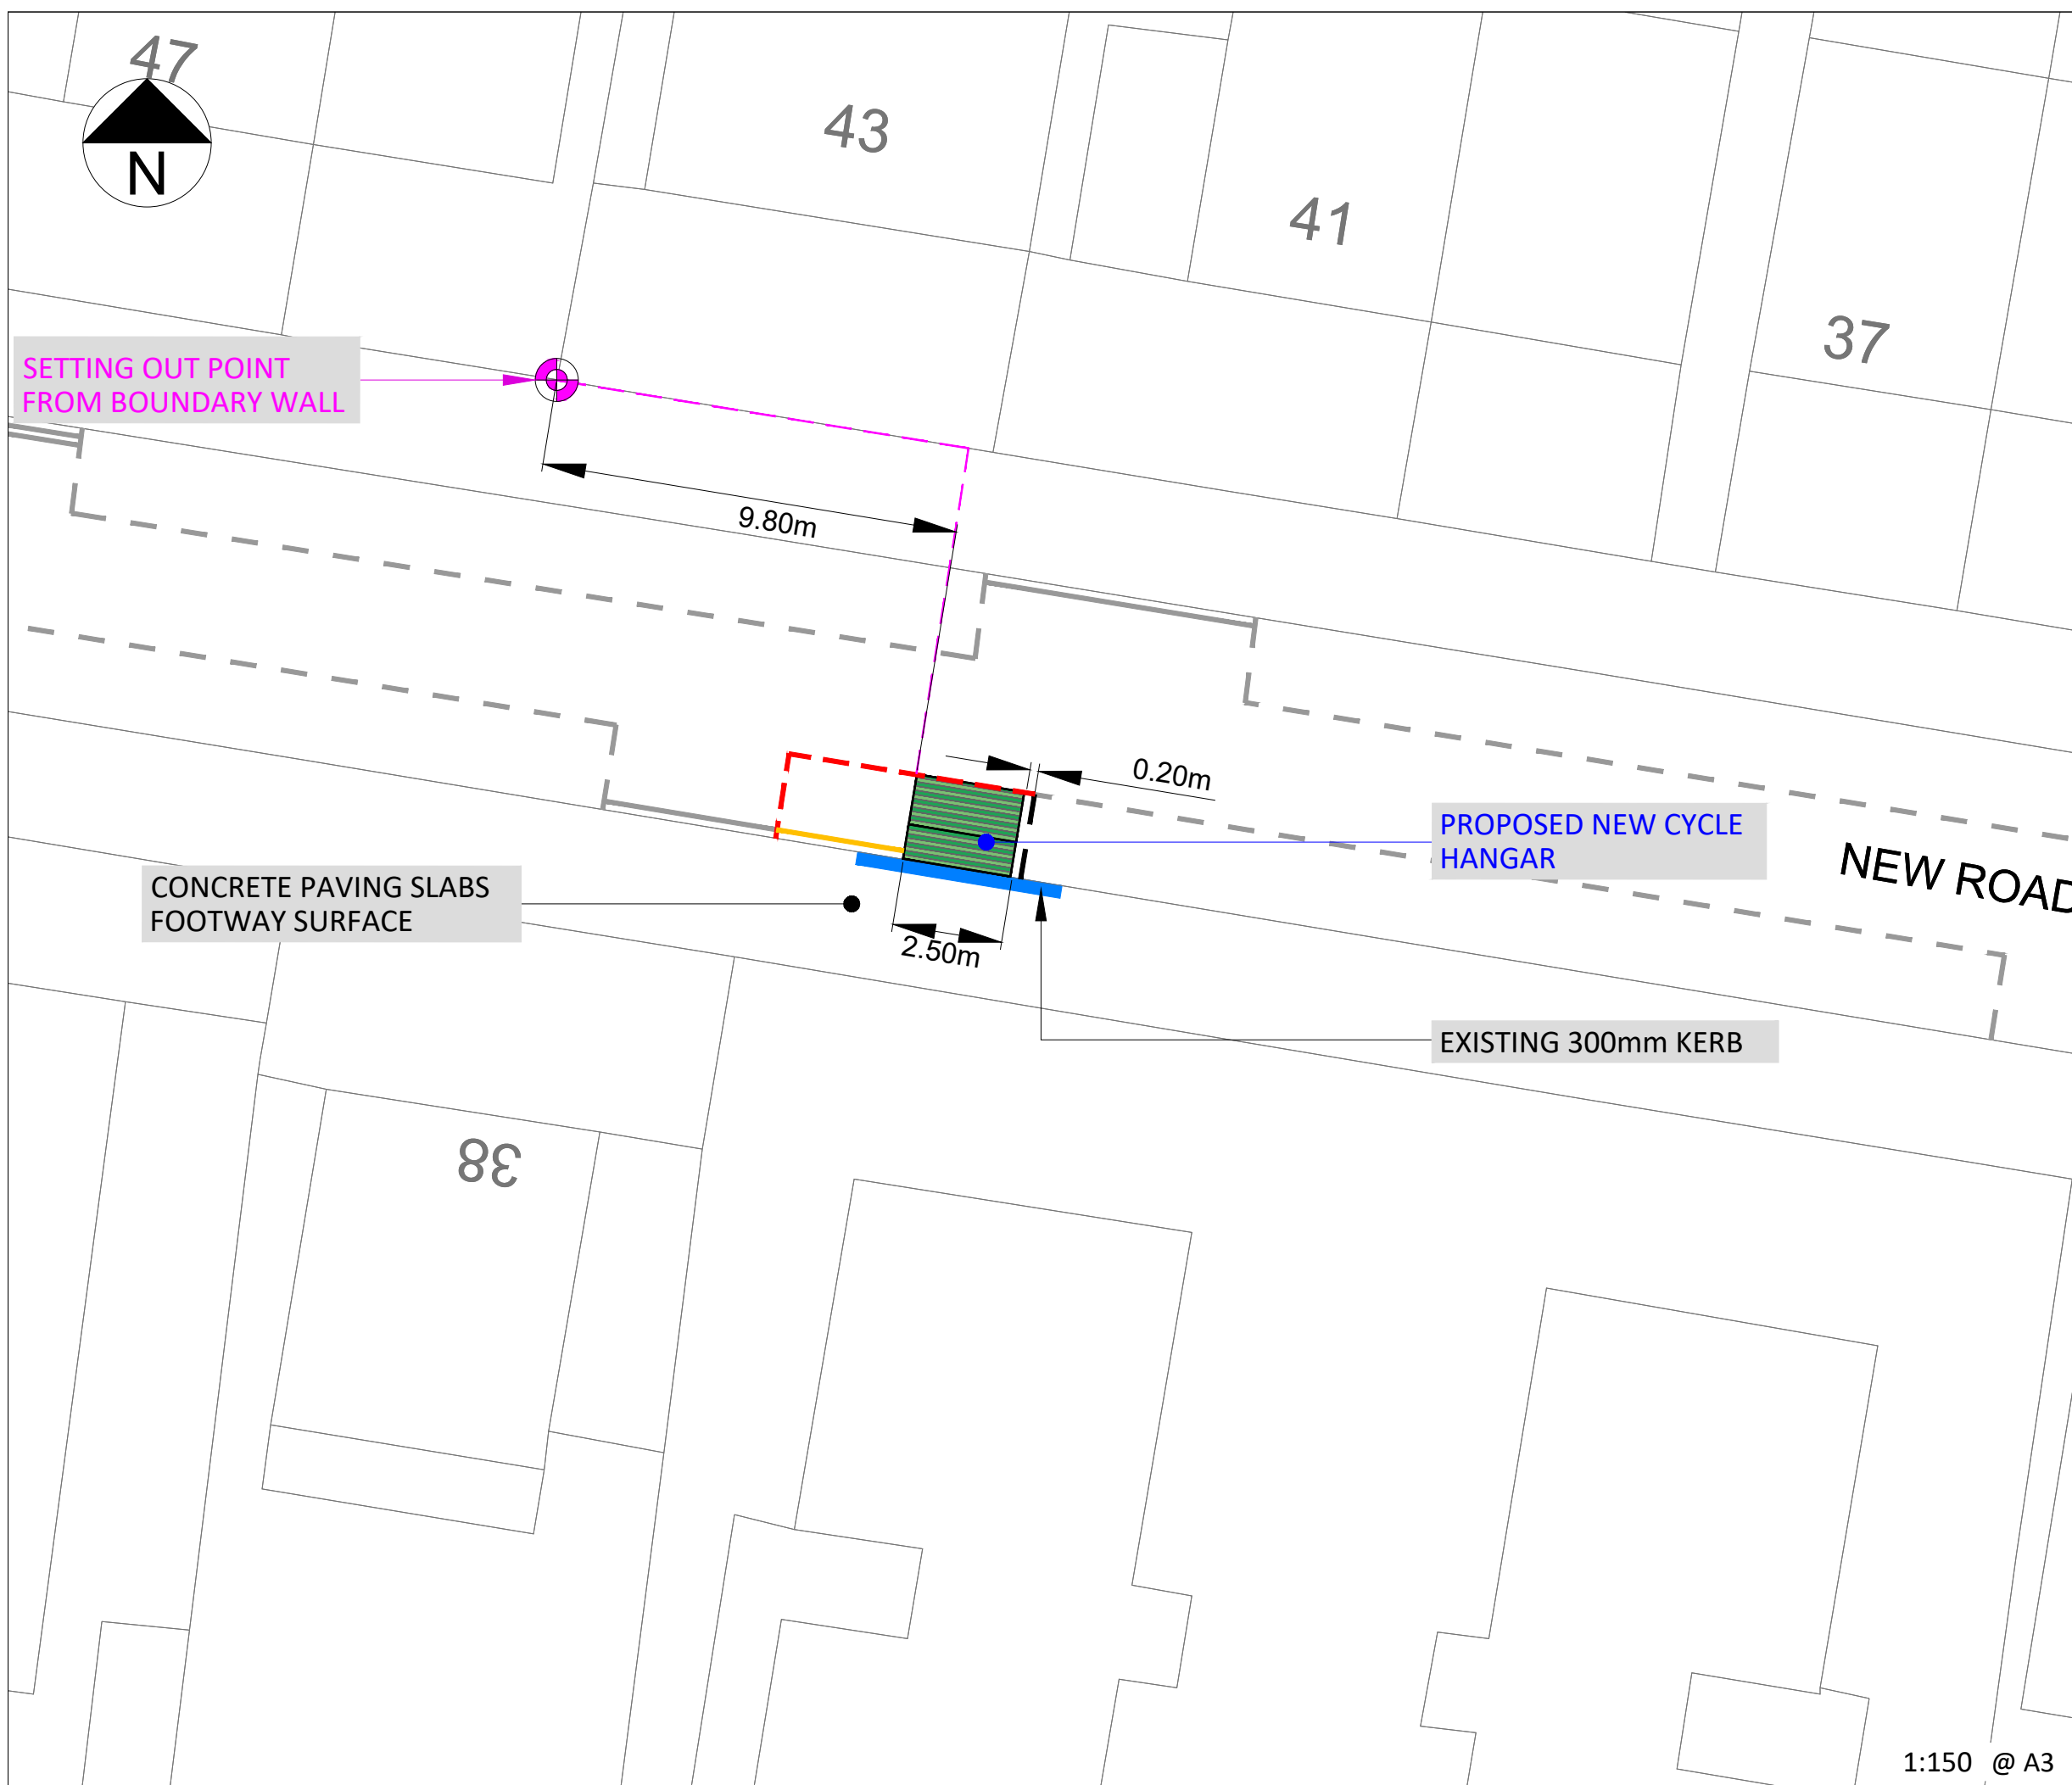 47
N
43
41
37
SETTING OUT POINT
FROM BOUNDARY WALL
9.80m
0.20m
PROPOSED NEW CYCLE
HANGAR
NEW ROAD
CONCRETE PAVING SLABS
FOOTWAY SURFACE
2.50m
EXISTING 300mm KERB
38
1:150 @ A3